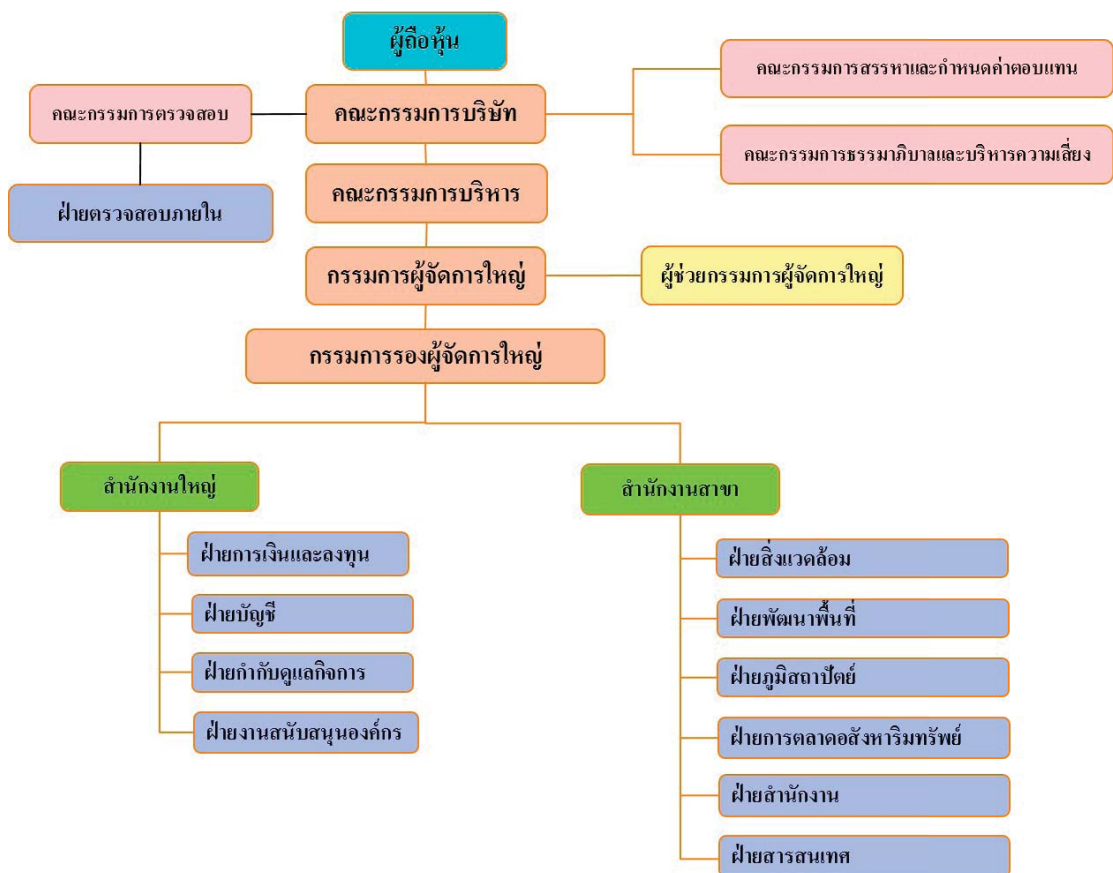 ผู้ถือหุ้น
คณะกรรมการสรรหาและกำหนดค่าตอบแทน
คณะกรรมการตรวจสอบ
คณะกรรมการบริษัท
คณะกรรมการธรรมาภิบาลและบริหารความเสี่ยง
ฝ่ายตรวจสอบภายใน
คณะกรรมการบริหาร
กรรมการผู้จัดการใหญ่
ผู้ช่วยกรรมการผู้จัดการใหญ่
กรรมการรองผู้จัดการใหญ่
สำนักงานใหญ่
ฝ่ายการเงินและลงทุน
ฝ่ายบัญชี
ฝ่ายกำกับดูแลกิจการ
ฝ่ายงานสนับสนุนองค์กร
สำนักงานสาขา
ฝ่ายสิ่งแวดล้อม
ฝ่ายพัฒนาพื้นที่
ฝ่ายภูมิสถาปัตย์
ฝ่ายการตลาดอสังหาริมทรัพย์
ฝ่ายสำนักงาน
ฝ่ายสารสนเทศ